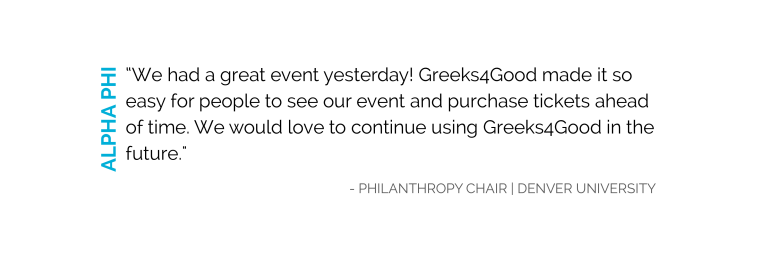 ALPHA PHI
"We had a great event yesterday! Greeks4Good made it so
easy for people to see our event and purchase tickets ahead
of time. We would love to continue using Greeks4Good in the
future."
- PHILANTHROPY CHAIR | DENVER UNIVERSITY